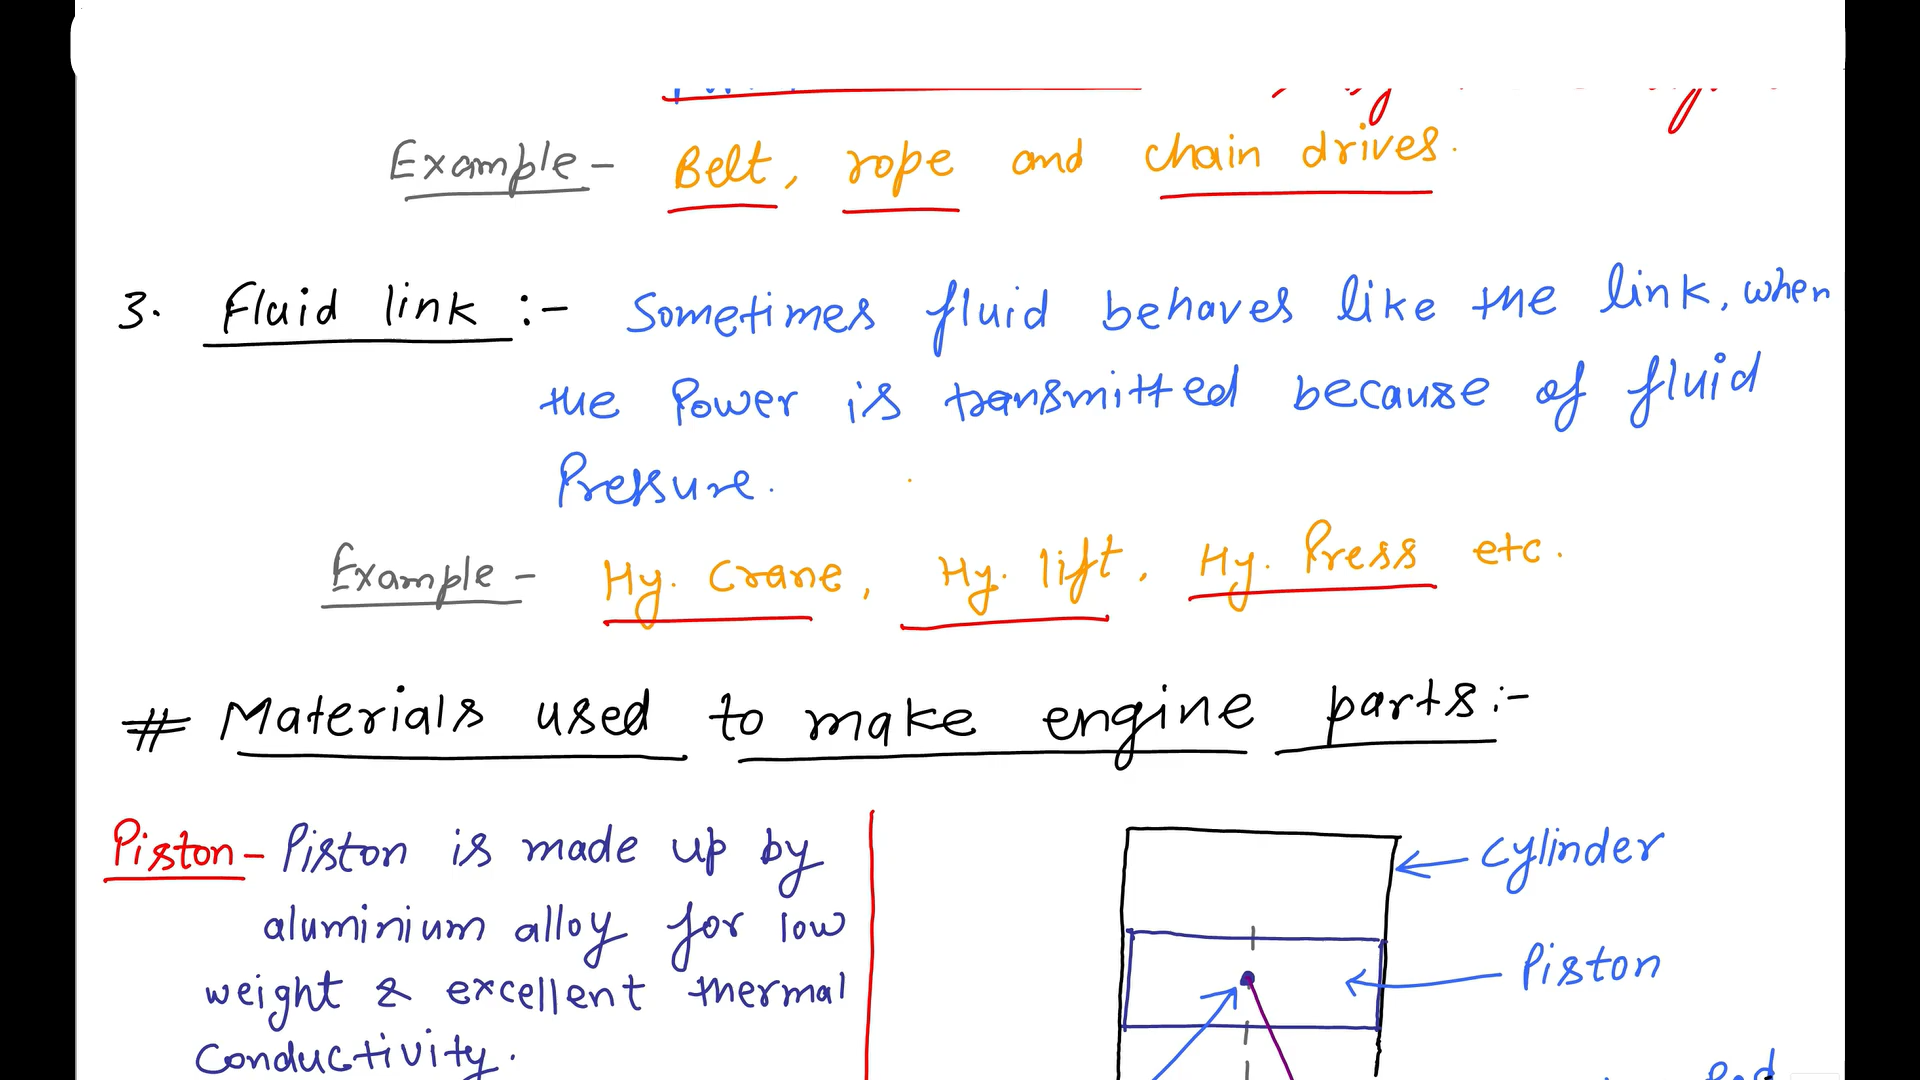 Example - Belt, rope and chain drives.
3. Fluid link :- Sometimes fluid behaves like the link, when
the Power is transmitted because of fluid
Pressure.
Example - Hy. Crane, Hy. lift, Hy. Press etc.
# Materials used to make engine parts :-
Piston - Piston is made up by
aluminium alloy for low
weight & excellent thermal
Conductivity.
Cylinder
Piston
Rod